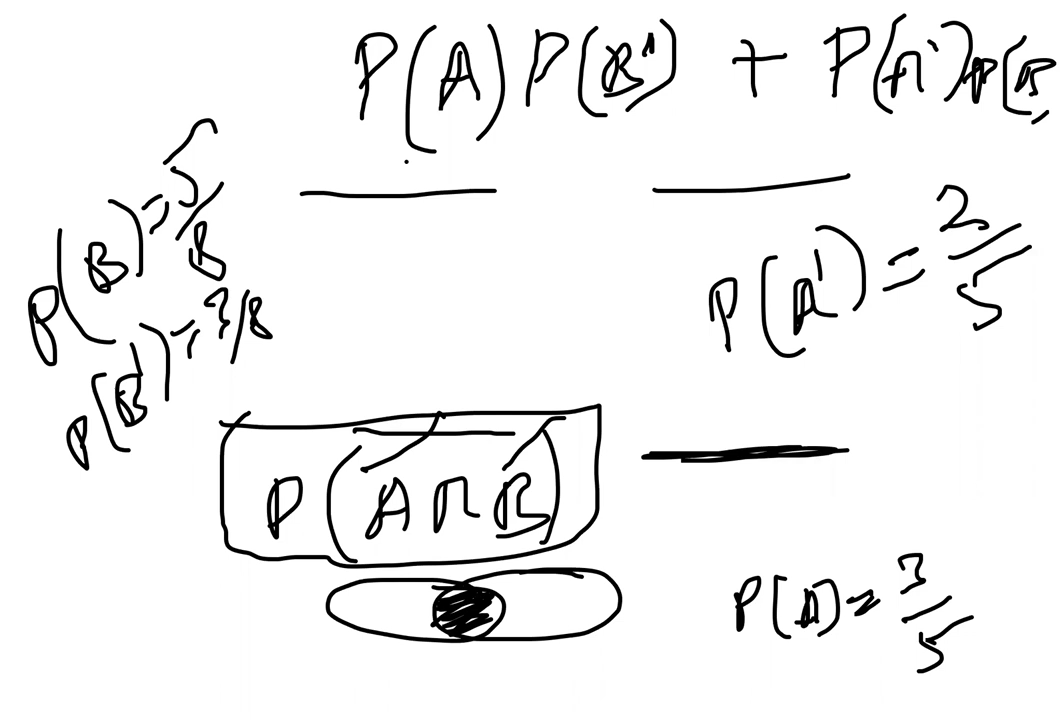 P(A) P(B') + P(A') P(B)
P(B) = 5/8
P(B') = 3/8
P(A') = 2/5
P(A∩B)
P(A) = 3/5